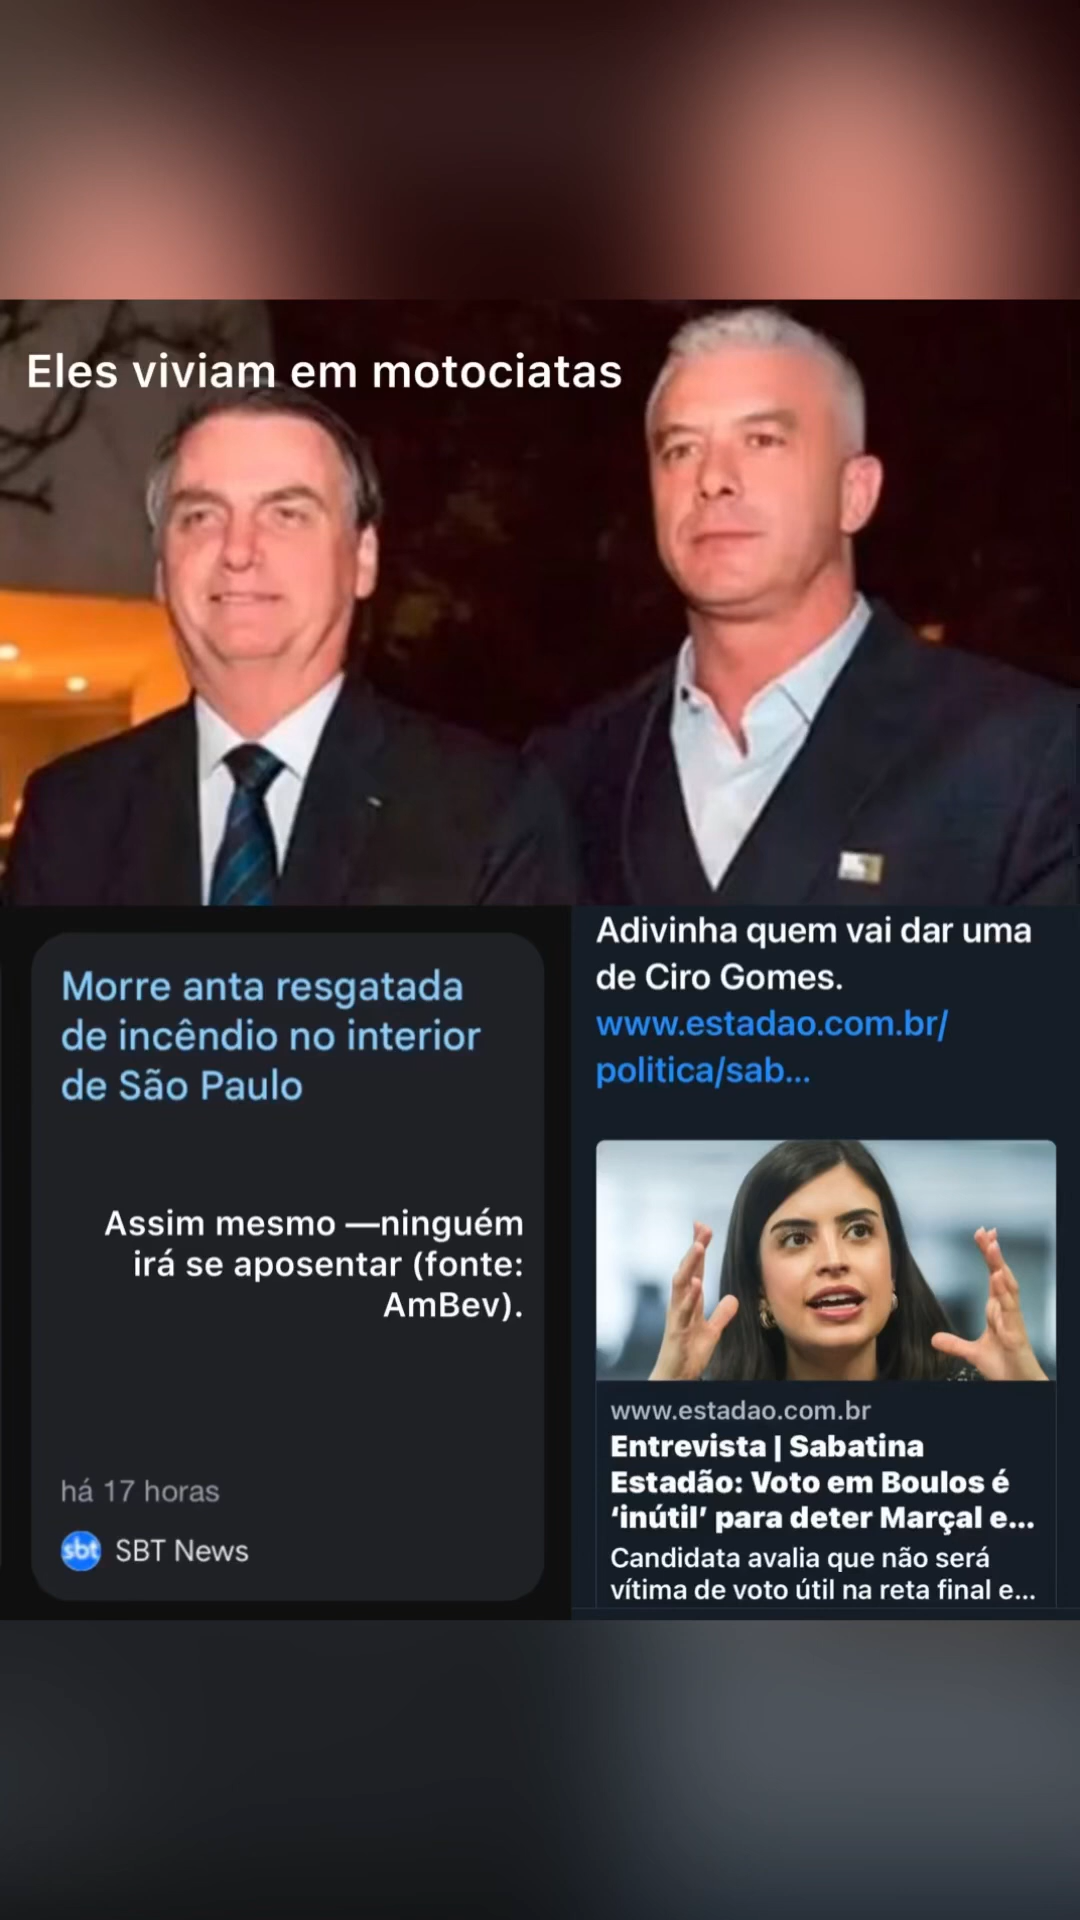 Eles viviam em motociatas
Morre anta resgatada
de incêndio no interior
de São Paulo
Assim mesmo —ninguém
irá se aposentar (fonte:
AmBev).
há 17 horas
sbt SBT News
Adivinha quem vai dar uma
de Ciro Gomes.
www.estadao.com.br/
politica/sab...
www.estadao.com.br
Entrevista | Sabatina
Estadão: Voto em Boulos é
‘inútil’ para deter Marçal e...
Candidata avalia que não será
vítima de voto útil na reta final e...